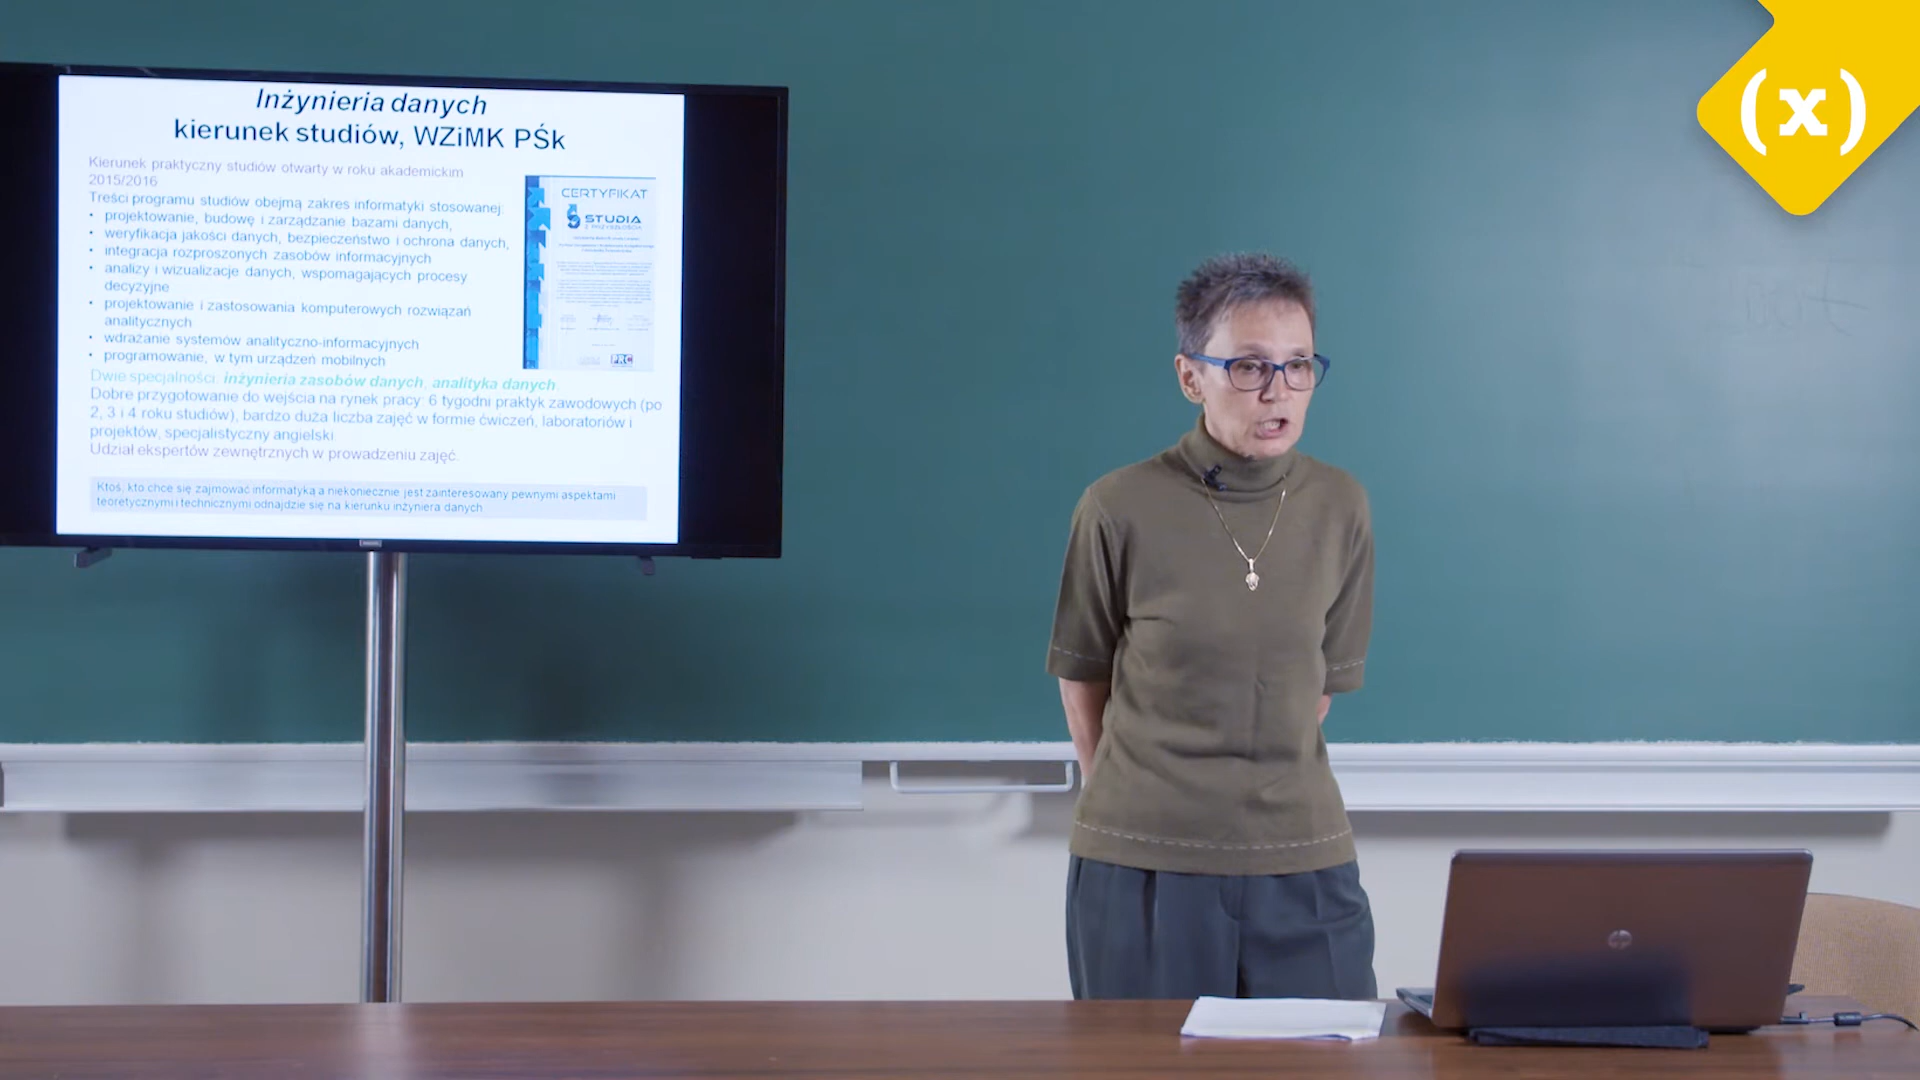 Inżynieria danych
kierunek studiów, WZiMK PŚk
Kierunek praktyczny studiów otwarty w roku akademickim
2015/2016
Treści programu studiów obejmą zakres informatyki stosowanej:
• projektowanie, budowę i zarządzanie bazami danych,
• weryfikacja jakości danych, bezpieczeństwo i ochrona danych,
• integracja rozproszonych zasobów informacyjnych
• analizy i wizualizacje danych, wspomagających procesy
decyzyjne
• projektowanie i zastosowania komputerowych rozwiązań
analitycznych
• wdrażanie systemów analityczno-informacyjnych
• programowanie, w tym urządzeń mobilnych
Dwie specjalności: inżynieria zasobów danych, analityka danych
Dobre przygotowanie do wejścia na rynek pracy: 6 tygodni praktyk zawodowych (po
2, 3 i 4 roku studiów), bardzo duża liczba zajęć w formie ćwiczeń, laboratoriów i
projektów, specjalistyczny angielski
Udział ekspertów zewnętrznych w prowadzeniu zajęć.
Ktoś, kto chce się zajmować informatyka a niekoniecznie jest zainteresowany pewnymi aspektami
teoretycznymi i technicznymi odnajdzie się na kierunku inżyniera danych
CERTYFIKAT
STUDIA
Z PRZYSZŁOŚCIĄ
PRC
(x)
hp